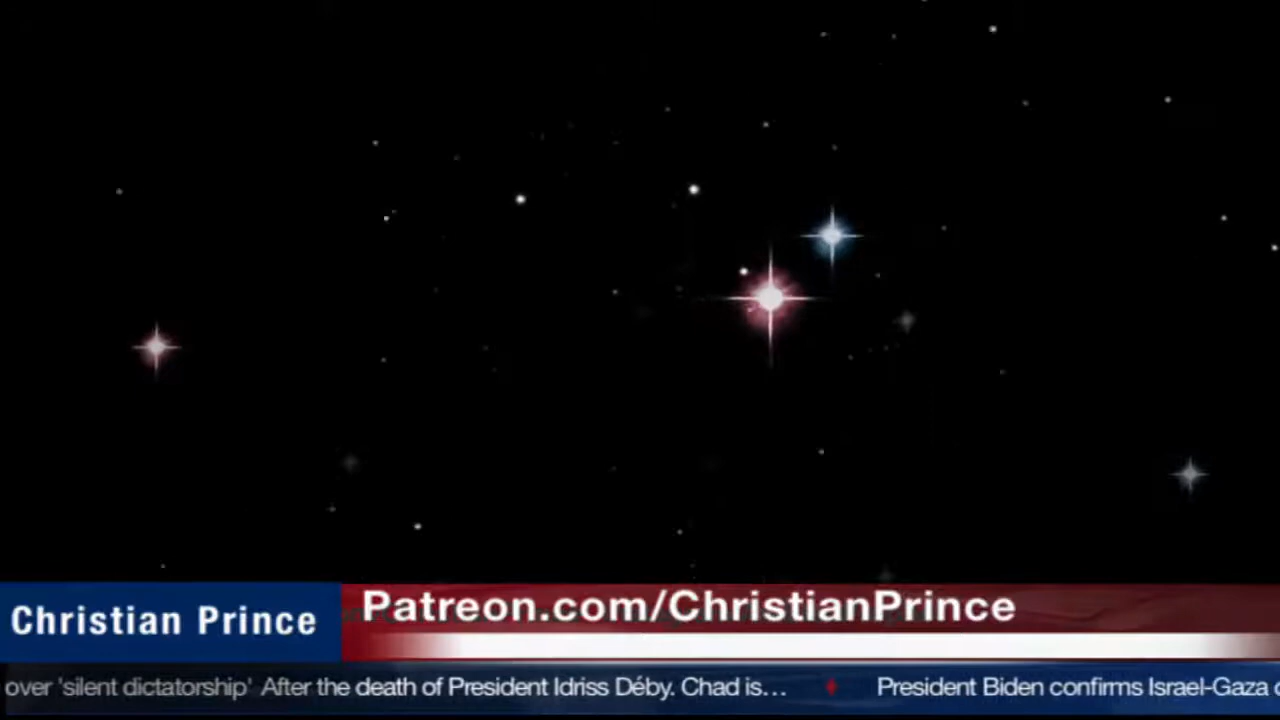 Christian Prince
Patreon.com/ChristianPrince
over 'silent dictatorship' After the death of President Idriss Déby. Chad is... President Biden confirms Israel-Gaza